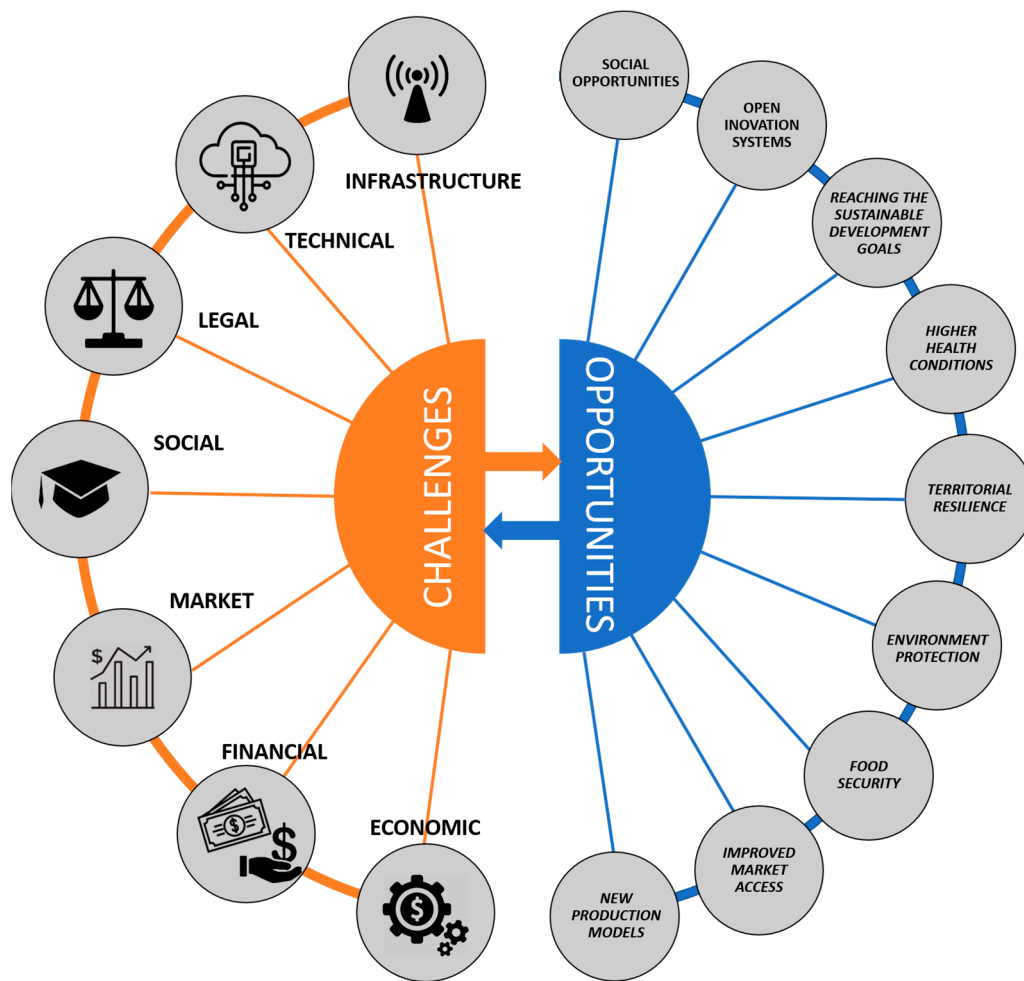 INFRASTRUCTURE
TECHNICAL
LEGAL
SOCIAL
MARKET
$
FINANCIAL
$
$
ECONOMIC
$
CHALLENGES
OPPORTUNITIES
SOCIAL
OPPORTUNITIES
OPEN
INOVATION
SYSTEMS
REACHING THE
SUSTAINABLE
DEVELOPMENT
GOALS
HIGHER
HEALTH
CONDITIONS
TERRITORIAL
RESILIENCE
ENVIRONMENT
PROTECTION
FOOD
SECURITY
IMPROVED
MARKET
ACCESS
NEW
PRODUCTION
MODELS